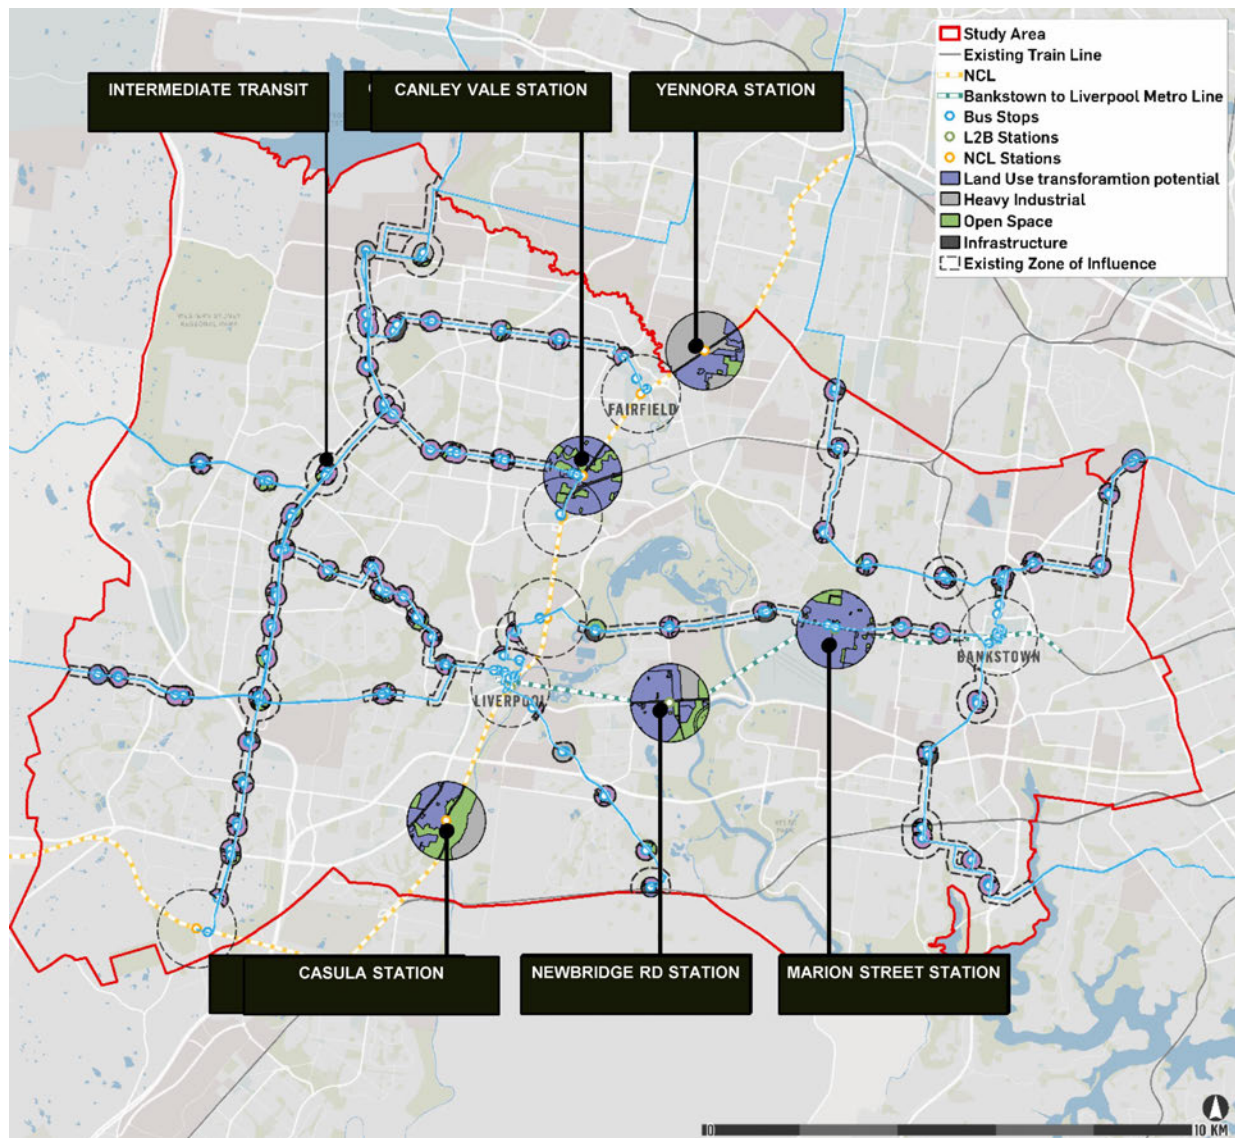 Study Area
Existing Train Line
NCL
Bankstown to Liverpool Metro Line
Bus Stops
L2B Stations
NCL Stations
Land Use transforamtion potential
Heavy Industrial
Open Space
Infrastructure
Existing Zone of Influence
INTERMEDIATE TRANSIT
CANLEY VALE STATION
YENNORA STATION
FAIRFIELD
BANKSTOWN
LIVERPOOL
CASULA STATION
NEWBRIDGE RD STATION
MARION STREET STATION
0
10 KM